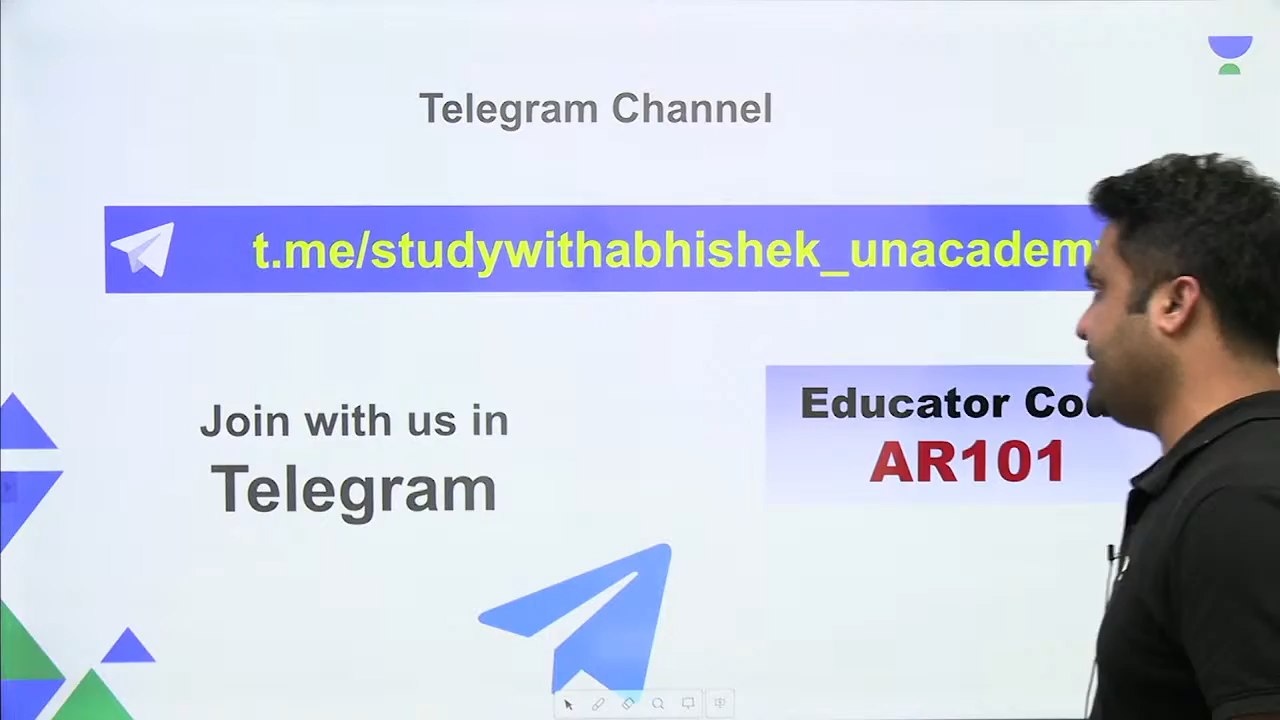 Telegram Channel
t.me/studywithabhishek_unacademy
Join with us in
Telegram
Educator
AR101